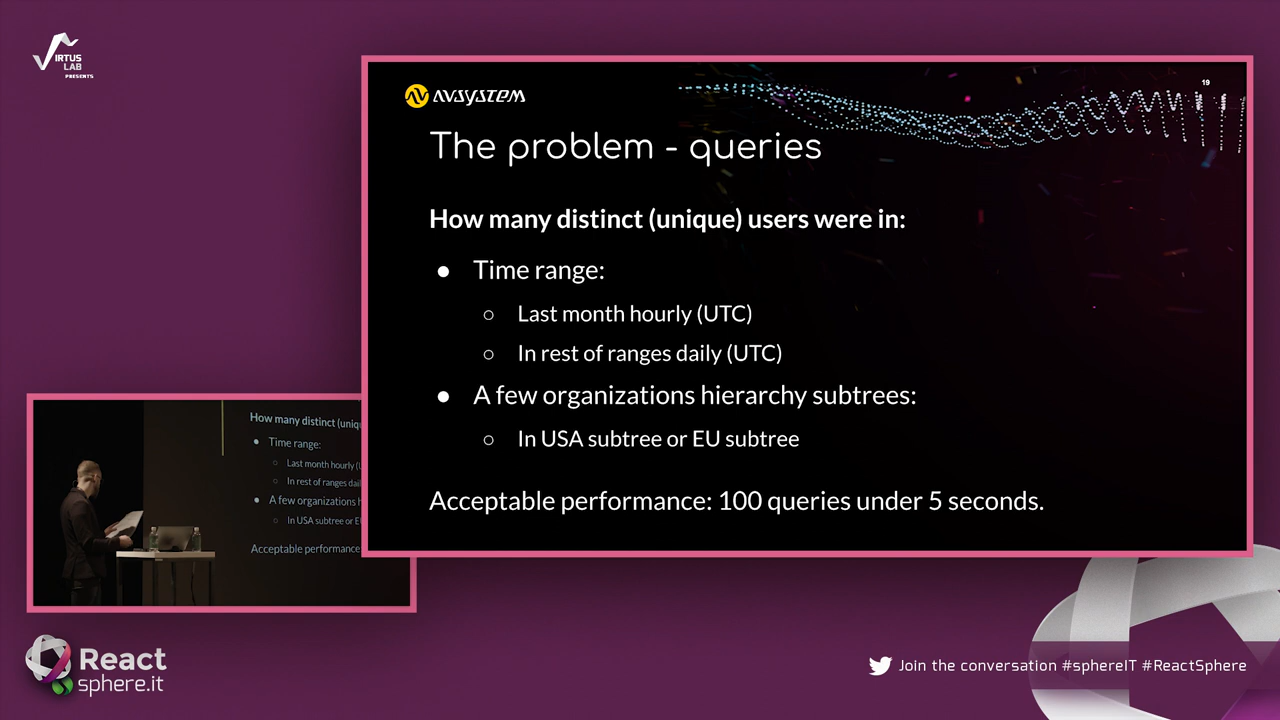 VIRTUS
LAB
PRESENTS
AVSYSTEM
19
The problem - queries
How many distinct (unique) users were in:
● Time range:
○ Last month hourly (UTC)
○ In rest of ranges daily (UTC)
● A few organizations hierarchy subtrees:
○ In USA subtree or EU subtree
Acceptable performance: 100 queries under 5 seconds.
How many distinct (uniqu
● Time range:
○ Last month hourly (U
○ In rest of ranges dail
● A few organizations h
○ In USA subtree or EU
Acceptable performance
React
sphere.it
Join the conversation #sphereIT #ReactSphere